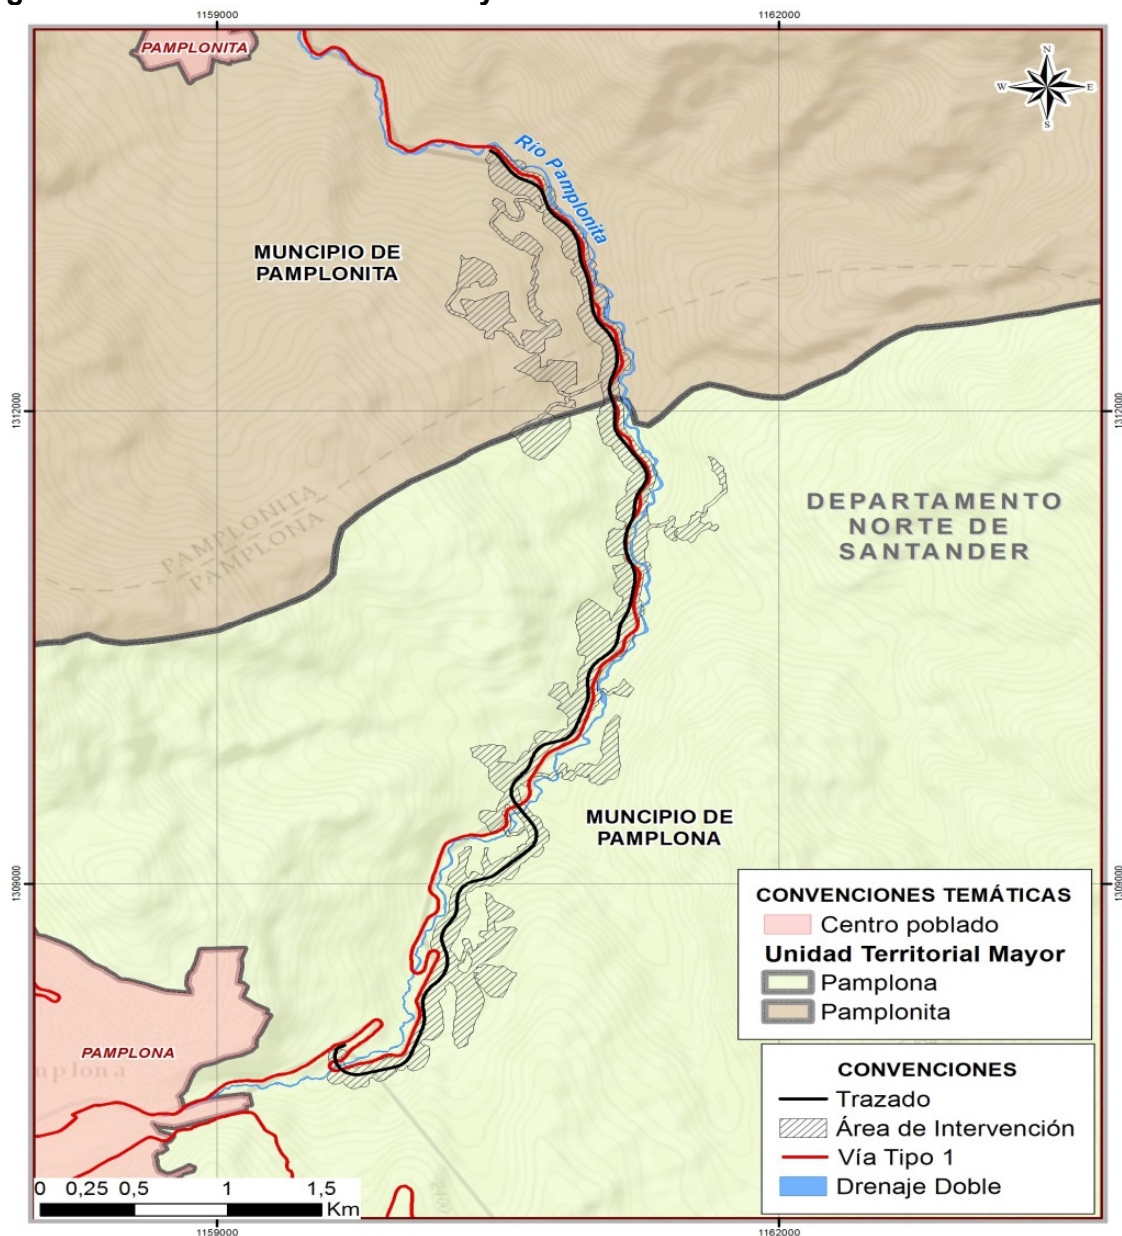 1159000
1162000
PAMPLONITA
N
W
E
S
Río Pamplonita
MUNCIPIO DE
PAMPLONITA
1312000
1312000
PAMPLONITA
PAMPLONA
DEPARTAMENTO
NORTE DE
SANTANDER
MUNCIPIO DE
PAMPLONA
1309000
1309000
CONVENCIONES TEMÁTICAS
Centro poblado
Unidad Territorial Mayor
Pamplona
Pamplonita
PAMPLONA
mplona
CONVENCIONES
Trazado
Área de Intervención
Vía Tipo 1
Drenaje Doble
0 0,25 0,5 1 1,5
Km
2400
1159000
1162000